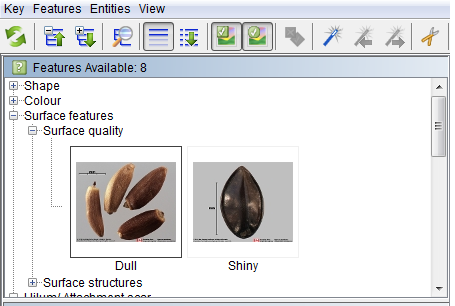 Key Features Entities View
Features Available: 8
Shape
Colour
Surface features
Surface quality
Dull
Shiny
Surface structures
Hilum/ Attachment scar